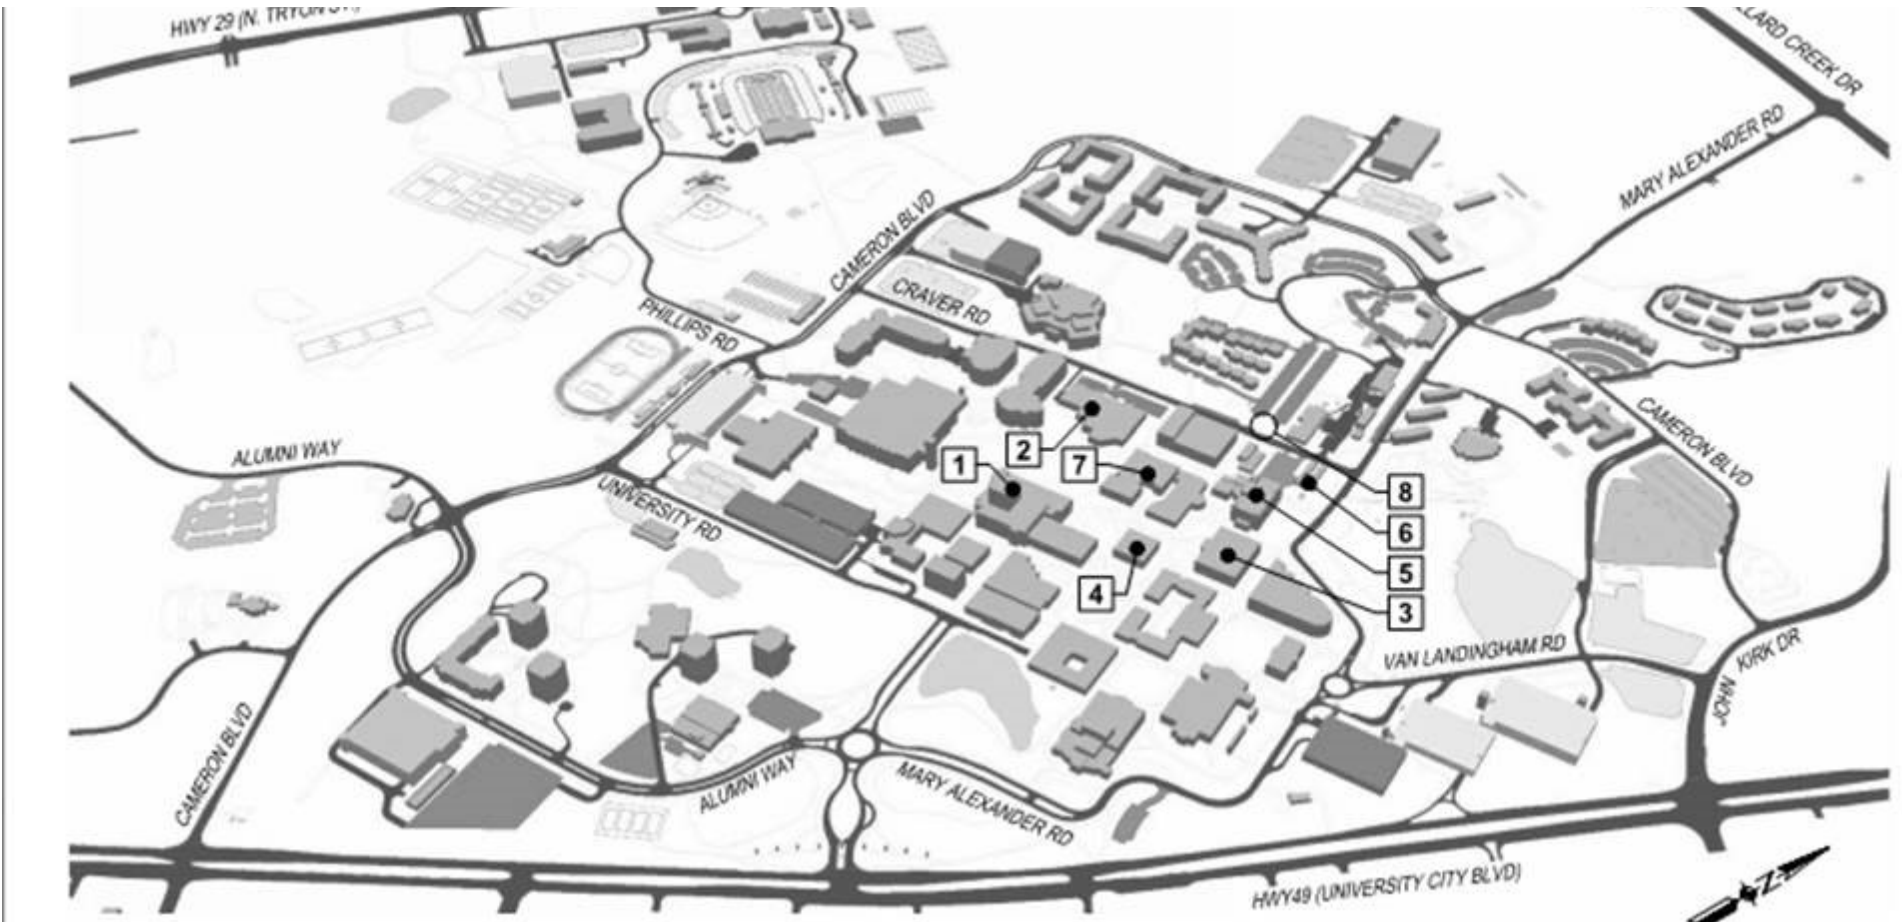 HWY 29 (N. TRYON ST)
MALLARD CREEK DR
MARY ALEXANDER RD
CAMERON BLVD
CRAVER RD
PHILLIPS RD
ALUMNI WAY
UNIVERSITY RD
CAMERON BLVD
1
2
7
8
6
5
4
3
VAN LANDINGHAM RD
JOHN KIRK DR
CAMERON BLVD
ALUMNI WAY
MARY ALEXANDER RD
HWY49 (UNIVERSITY CITY BLVD)
N